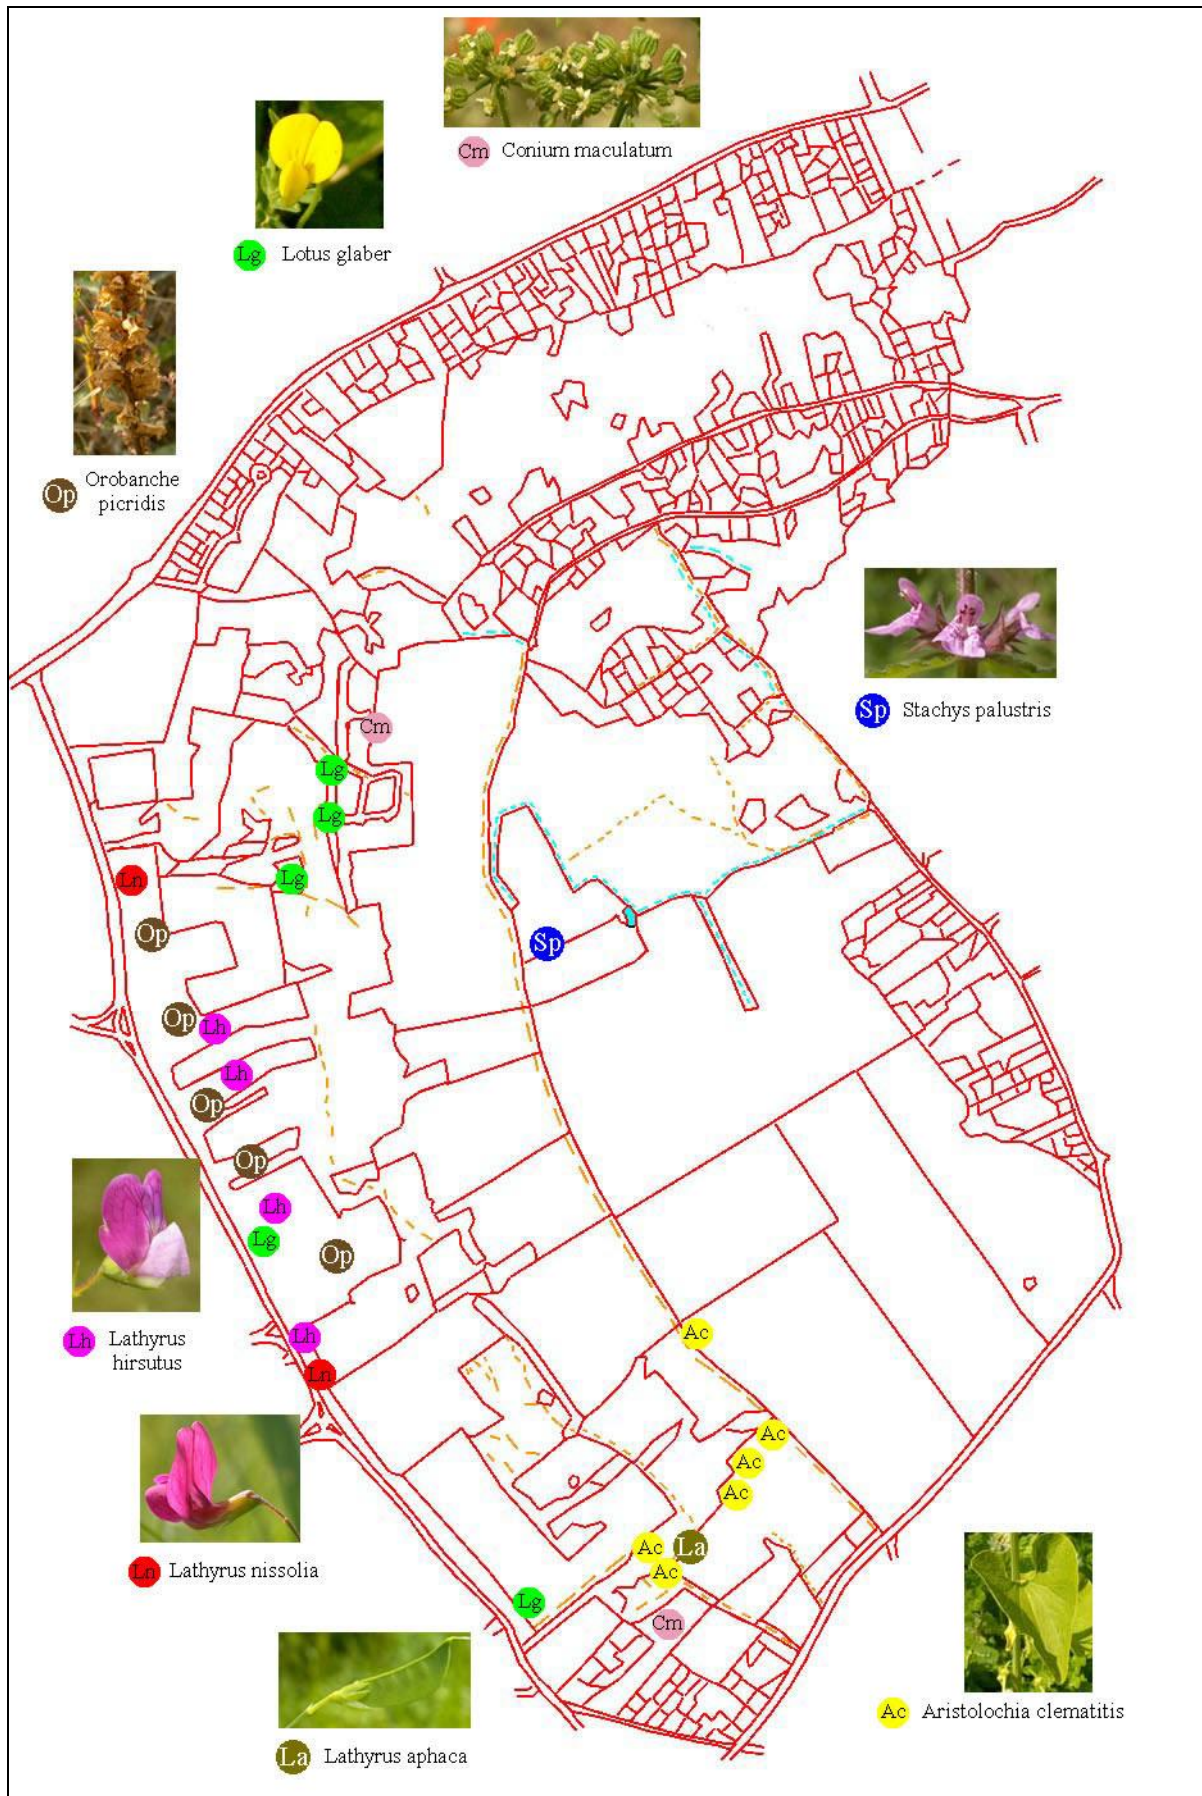 Cm Conium maculatum
Lg Lotus glaber
Op Orobanche
picridis
Sp Stachys palustris
Cm
Lg
Lg
Ln
Lg
Op
Sp
Op
Lh
Lh
Op
Op
Lh
Lg
Op
Lh
Lathyrus
hirsutus
Lh
Ac
Ln
Ac
Ac
Ac
Ac
La
Ac
Ln Lathyrus nissolia
Lg
Cm
Ac Aristolochia clematitis
La Lathyrus aphaca